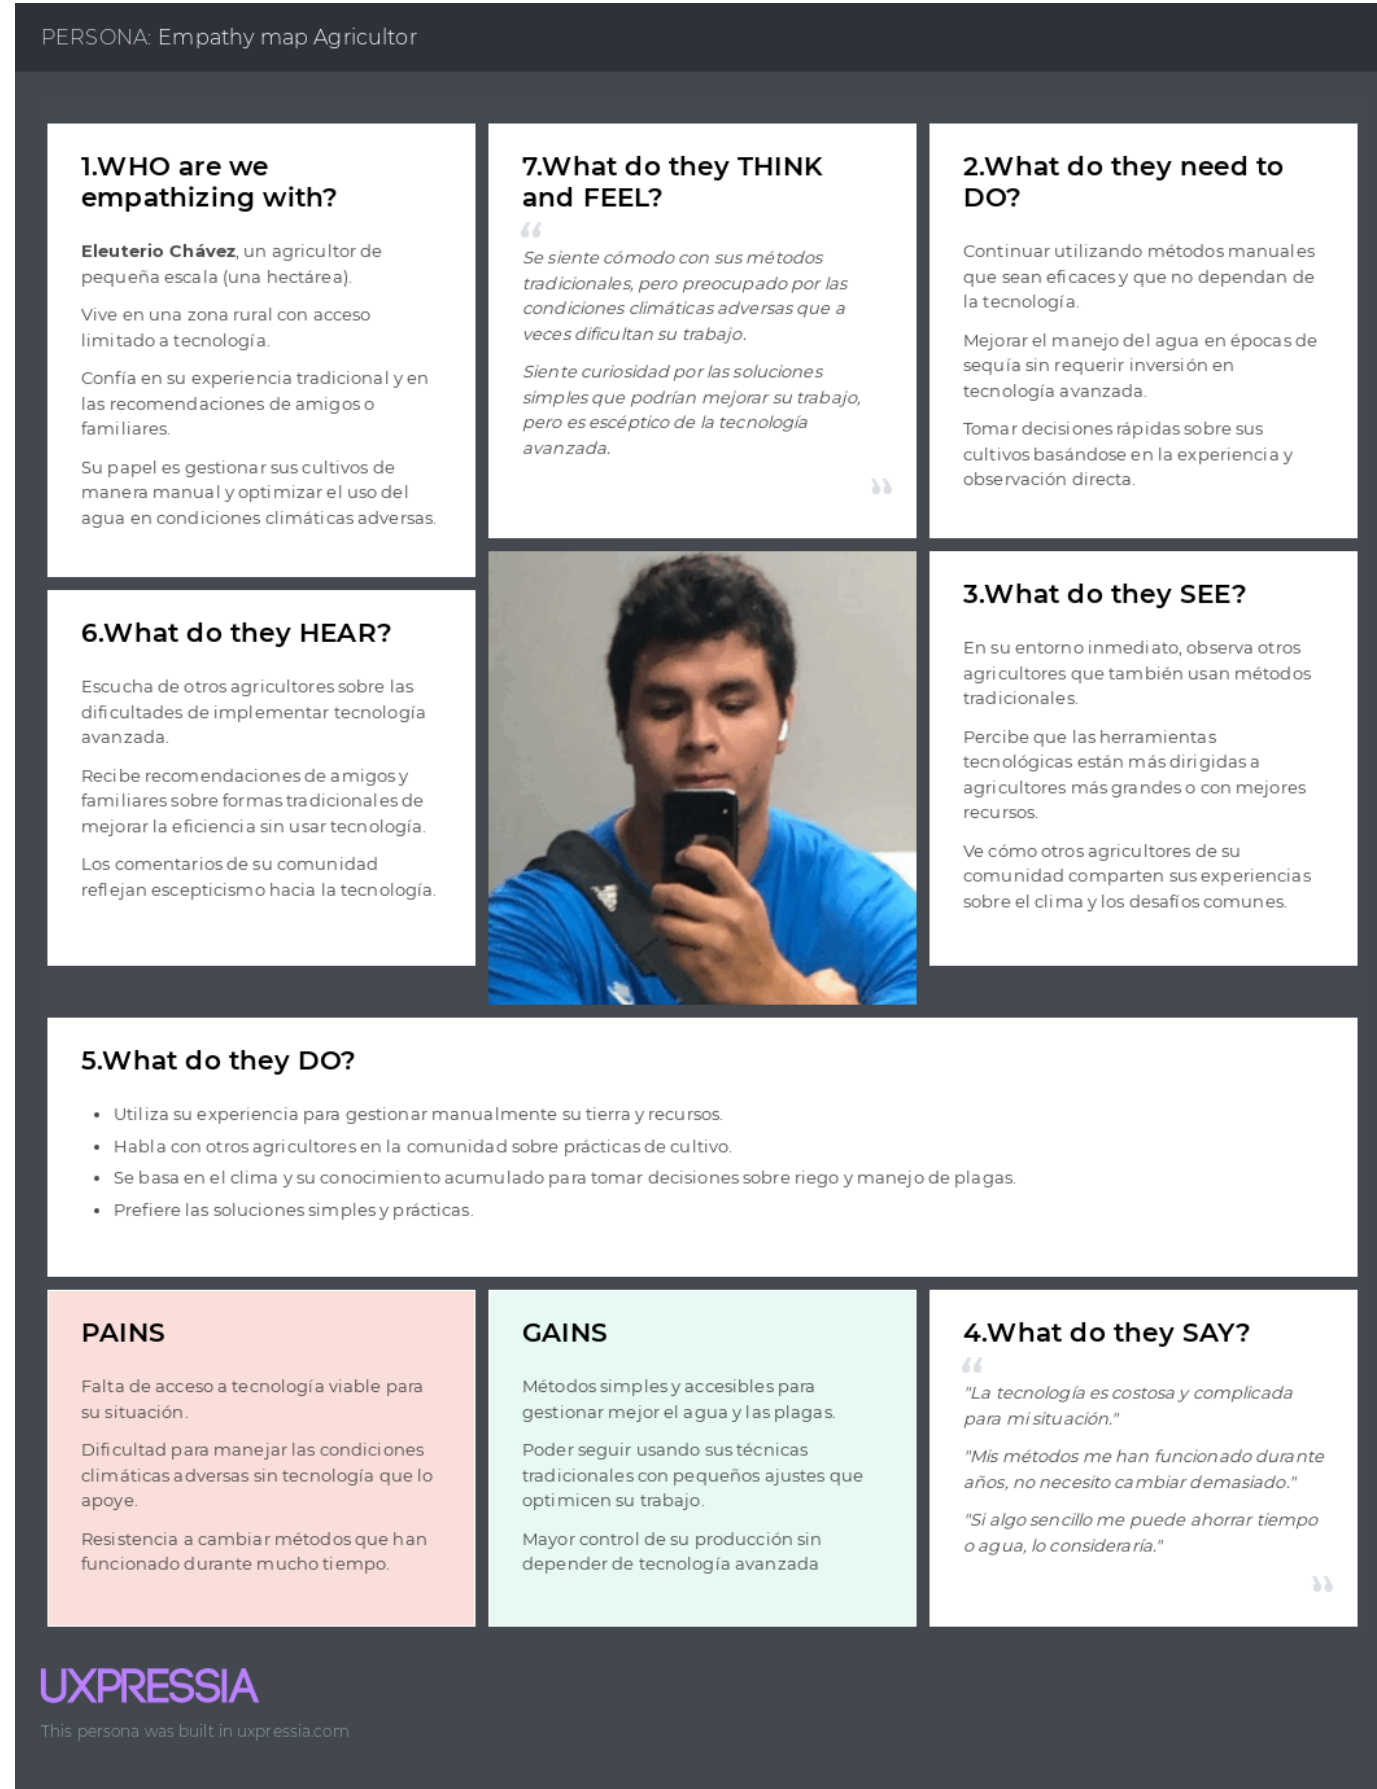 PERSONA: Empathy map Agricultor
1.WHO are we
empathizing with?
Eleuterio Chávez, un agricultor de
pequeña escala (una hectárea).
Vive en una zona rural con acceso
limitado a tecnología.
Confía en su experiencia tradicional y en
las recomendaciones de amigos o
familiares.
Su papel es gestionar sus cultivos de
manera manual y optimizar el uso del
agua en condiciones climáticas adversas.
7.What do they THINK
and FEEL?
“
Se siente cómodo con sus métodos
tradicionales, pero preocupado por las
condiciones climáticas adversas que a
veces dificultan su trabajo.
Siente curiosidad por las soluciones
simples que podrían mejorar su trabajo,
pero es escéptico de la tecnología
avanzada.
”
2.What do they need to
DO?
Continuar utilizando métodos manuales
que sean eficaces y que no dependan de
la tecnología.
Mejorar el manejo del agua en épocas de
sequía sin requerir inversión en
tecnología avanzada.
Tomar decisiones rápidas sobre sus
cultivos basándose en la experiencia y
observación directa.
6.What do they HEAR?
Escucha de otros agricultores sobre las
dificultades de implementar tecnología
avanzada.
Recibe recomendaciones de amigos y
familiares sobre formas tradicionales de
mejorar la eficiencia sin usar tecnología.
Los comentarios de su comunidad
reflejan escepticismo hacia la tecnología.
3.What do they SEE?
En su entorno inmediato, observa otros
agricultores que también usan métodos
tradicionales.
Percibe que las herramientas
tecnológicas están más dirigidas a
agricultores más grandes o con mejores
recursos.
Ve cómo otros agricultores de su
comunidad comparten sus experiencias
sobre el clima y los desafíos comunes.
5.What do they DO?
• Utiliza su experiencia para gestionar manualmente su tierra y recursos.
• Habla con otros agricultores en la comunidad sobre prácticas de cultivo.
• Se basa en el clima y su conocimiento acumulado para tomar decisiones sobre riego y manejo de plagas.
• Prefiere las soluciones simples y prácticas.
PAINS
Falta de acceso a tecnología viable para
su situación.
Dificultad para manejar las condiciones
climáticas adversas sin tecnología que lo
apoye.
Resistencia a cambiar métodos que han
funcionado durante mucho tiempo.
GAINS
Métodos simples y accesibles para
gestionar mejor el agua y las plagas.
Poder seguir usando sus técnicas
tradicionales con pequeños ajustes que
optimicen su trabajo.
Mayor control de su producción sin
depender de tecnología avanzada
4.What do they SAY?
“
"La tecnología es costosa y complicada
para mi situación."
"Mis métodos me han funcionado durante
años, no necesito cambiar demasiado."
"Si algo sencillo me puede ahorrar tiempo
o agua, lo consideraría."
”
UXPRESSIA
This persona was built in uxpressia.com